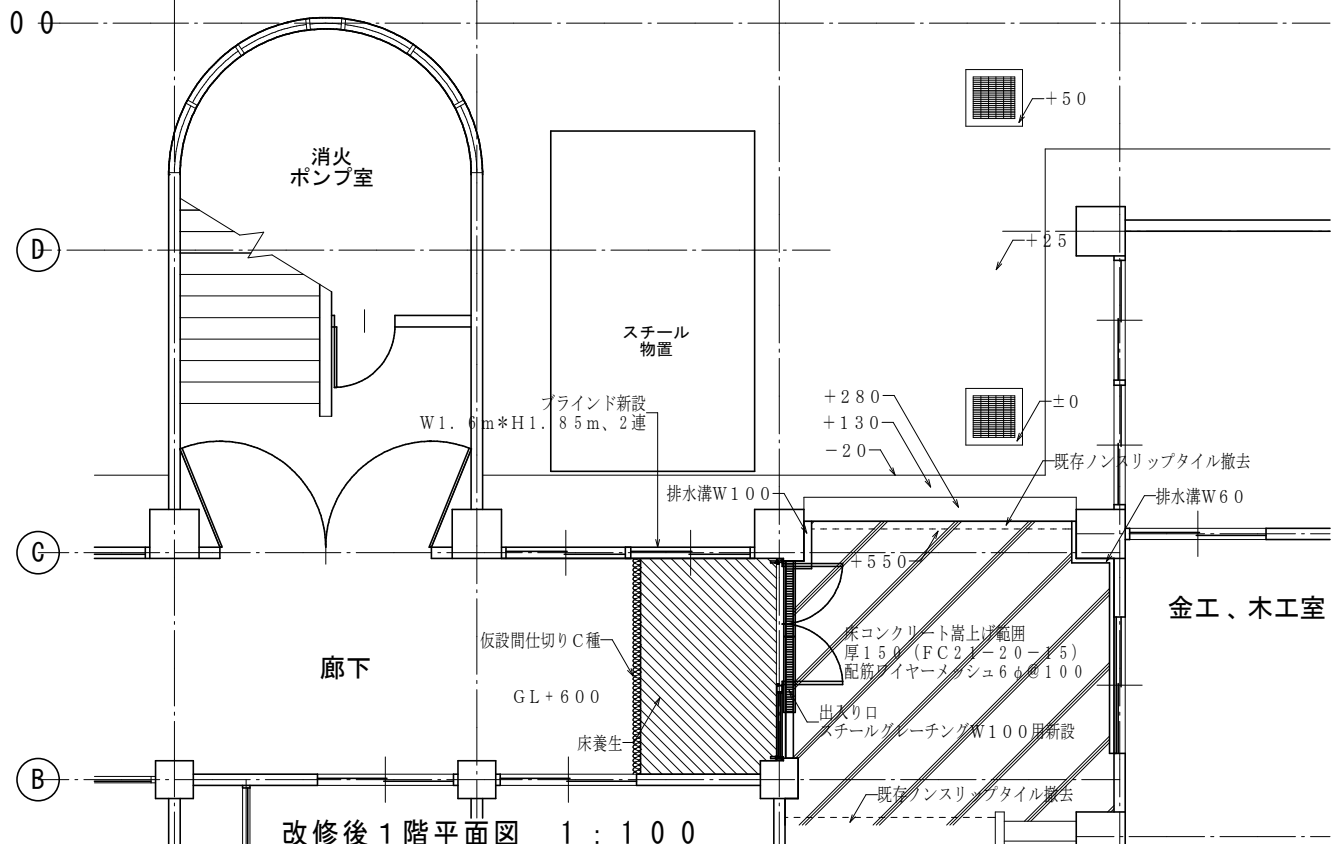 ００
＋５０
消火
ポンプ室
D
＋２５
スチール
物置
ブラインド新設
W１．６m*H１．８５m、２連
＋２８０
＋１３０
－２０
±０
既存ノンスリップタイル撤去
排水溝W１００
排水溝W６０
C
＋５５０
金工、木工室
仮設間仕切りＣ種
床コンクリート嵩上げ範囲
厚１５０（FC２１－２０－１５）
配筋ワイヤーメッシュ６φ@１００
廊下
GL+６００
出入り口
スチールグレーチングW１００用新設
床養生
B
既存ノンスリップタイル撤去
改修後１階平面図　１：１００